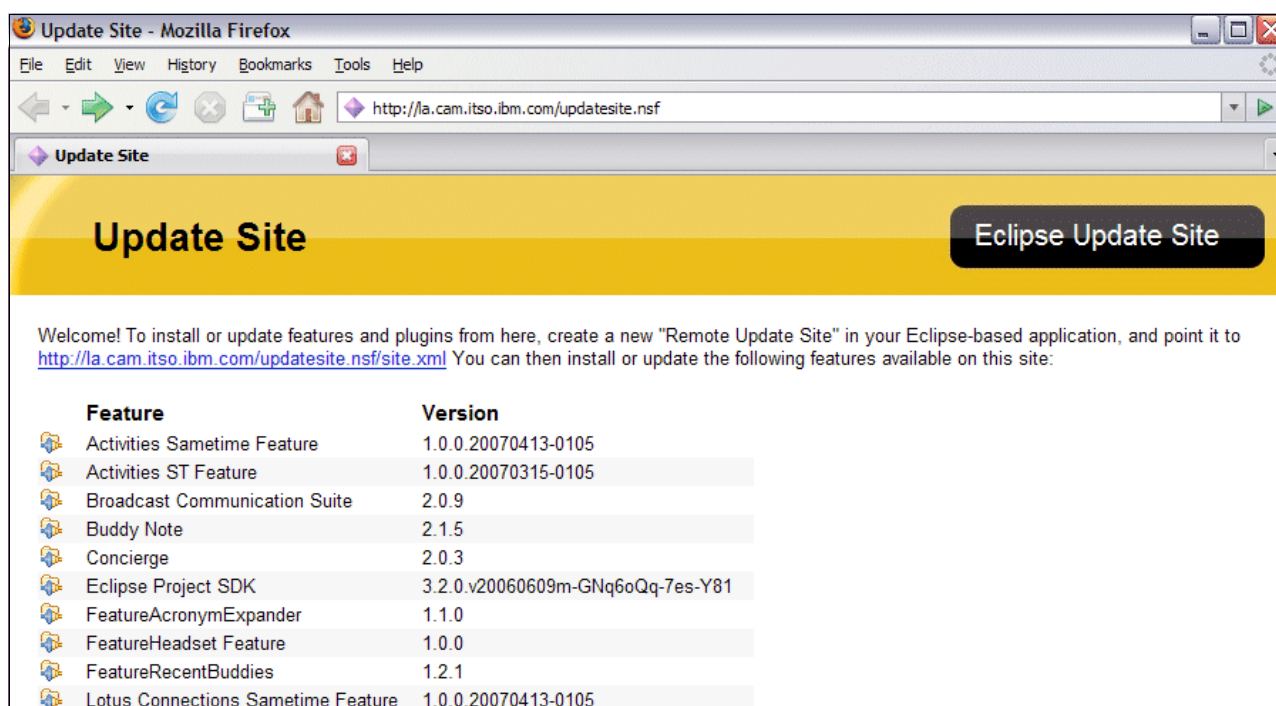 Update Site - Mozilla Firefox
File Edit View History Bookmarks Tools Help
http://la.cam.itso.ibm.com/updatesite.nsf
Update Site
Update Site
Eclipse Update Site
Welcome! To install or update features and plugins from here, create a new "Remote Update Site" in your Eclipse-based application, and point it to
http://la.cam.itso.ibm.com/updatesite.nsf/site.xml You can then install or update the following features available on this site:
Feature Version
Activities Sametime Feature 1.0.0.20070413-0105
Activities ST Feature 1.0.0.20070315-0105
Broadcast Communication Suite 2.0.9
Buddy Note 2.1.5
Concierge 2.0.3
Eclipse Project SDK 3.2.0.v20060609m-GNq6oQq-7es-Y81
FeatureAcronymExpander 1.1.0
FeatureHeadset Feature 1.0.0
FeatureRecentBuddies 1.2.1
Lotus Connections Sametime Feature 1.0.0.20070413-0105